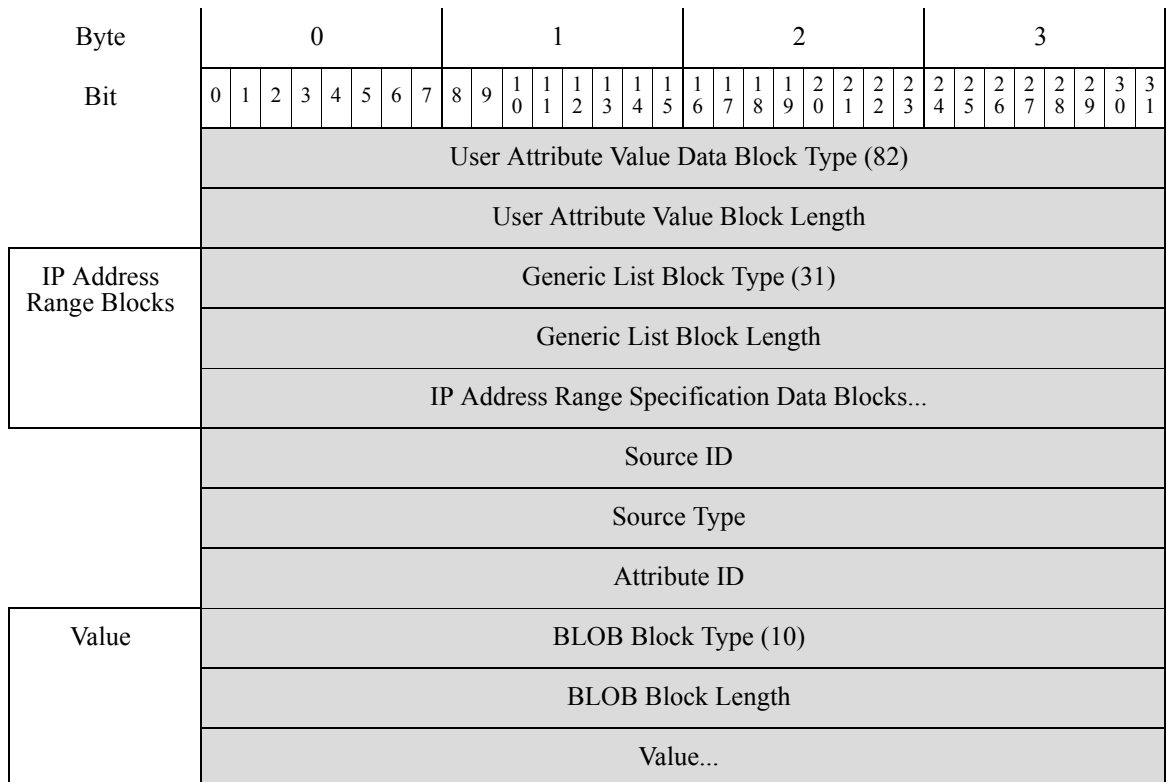 Byte 0 1 2 3
Bit 0 1 2 3 4 5 6 7 8 9 10 11 12 13 14 15 16 17 18 19 20 21 22 23 24 25 26 27 28 29 30 31
User Attribute Value Data Block Type (82)
User Attribute Value Block Length
IP Address
Range Blocks
Generic List Block Type (31)
Generic List Block Length
IP Address Range Specification Data Blocks...
Source ID
Source Type
Attribute ID
Value
BLOB Block Type (10)
BLOB Block Length
Value...